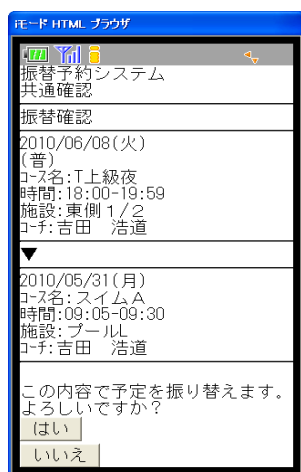 iモード HTML ブラウザ
振替予約システム
共通確認
振替確認
2010/06/08(火)
(普)
ｺｰｽ名:T上級夜
時間:18:00-19:59
施設:東側１/２
ｺｰﾁ:吉田　浩道
▼
2010/05/31(月)
ｺｰｽ名:スイムＡ
時間:09:05-09:30
施設:プールL
ｺｰﾁ:吉田　浩道
この内容で予定を振り替えます。
よろしいですか？
はい
いいえ